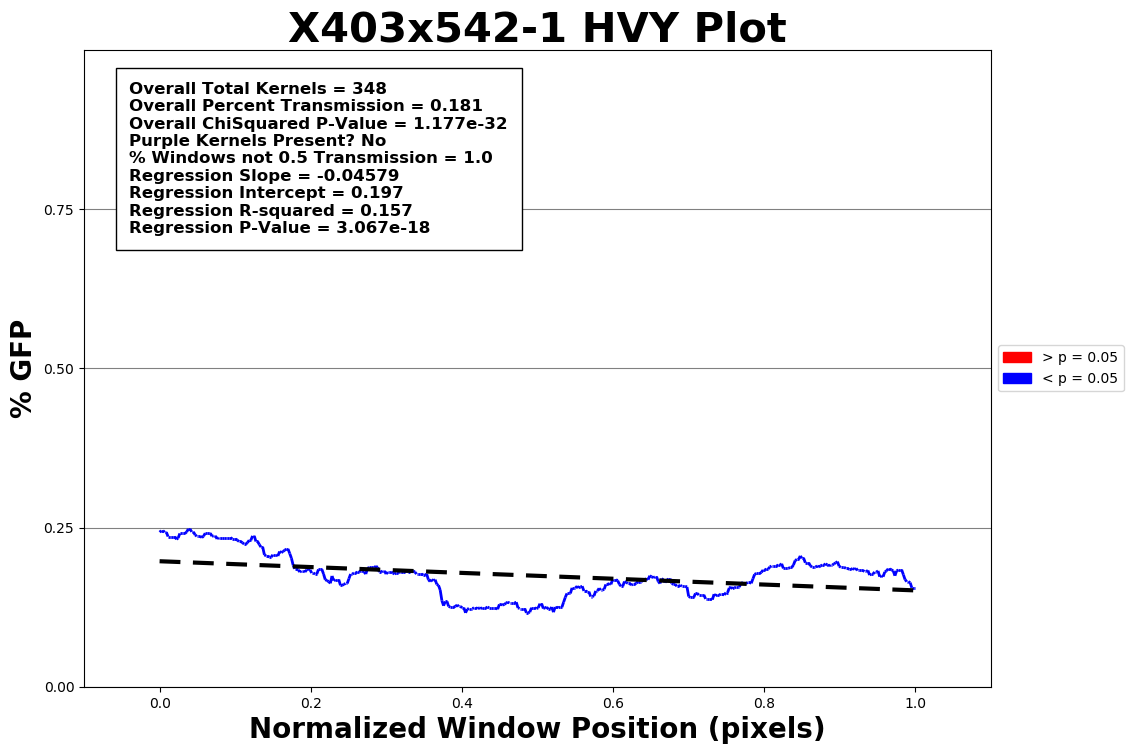 X403x542-1 HVY Plot
Overall Total Kernels = 348
Overall Percent Transmission = 0.181
Overall ChiSquared P-Value = 1.177e-32
Purple Kernels Present? No
% Windows not 0.5 Transmission = 1.0
Regression Slope = -0.04579
Regression Intercept = 0.197
Regression R-squared = 0.157
Regression P-Value = 3.067e-18
% GFP
0.75
0.50
0.25
0.00
> p = 0.05
< p = 0.05
0.0 0.2 0.4 0.6 0.8 1.0
Normalized Window Position (pixels)